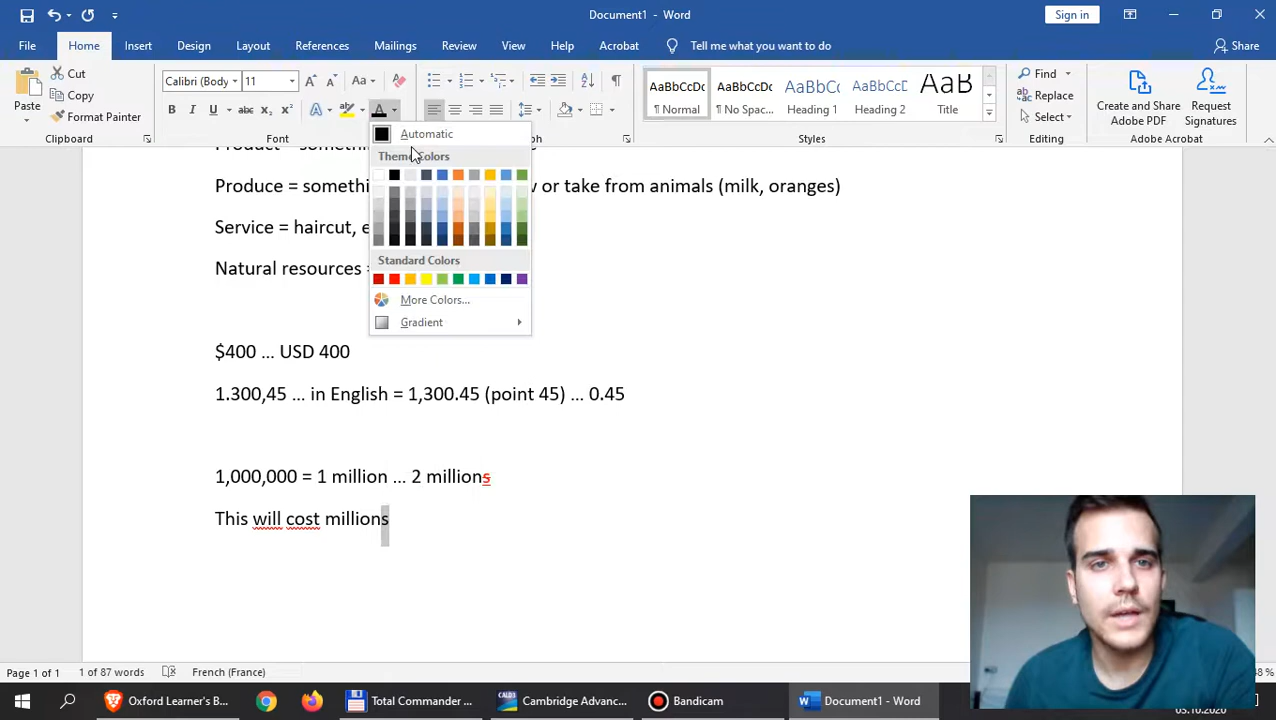 Document1 - Word
Sign in
File Home Insert Design Layout References Mailings Review View Help Acrobat Tell me what you want to do Share
Cut
Copy
Format Painter
Paste
Clipboard
Calibri (Body 11
Font
AaBbCcDc AaBbCcDc AaBbCc AaBbCcD AaB
¶ Normal ¶ No Spac... Heading 1 Heading 2 Title
Styles
Find
Replace
Select
Editing
Create and Share Adobe PDF
Request Signatures
Adobe Acrobat
Automatic
Theme Colors
Standard Colors
More Colors...
Gradient
Produce = or take from animals (milk, oranges)
Service = haircut,
Natural resources =
$400 ... USD 400
1.300,45 ... in English = 1,300.45 (point 45) ... 0.45
1,000,000 = 1 million ... 2 millions
This will cost millions
Page 1 of 1 1 of 87 words French (France)
Oxford Learner's B... Total Commander ... Cambridge Advanc... Bandicam Document1 - Word
03.10.2020